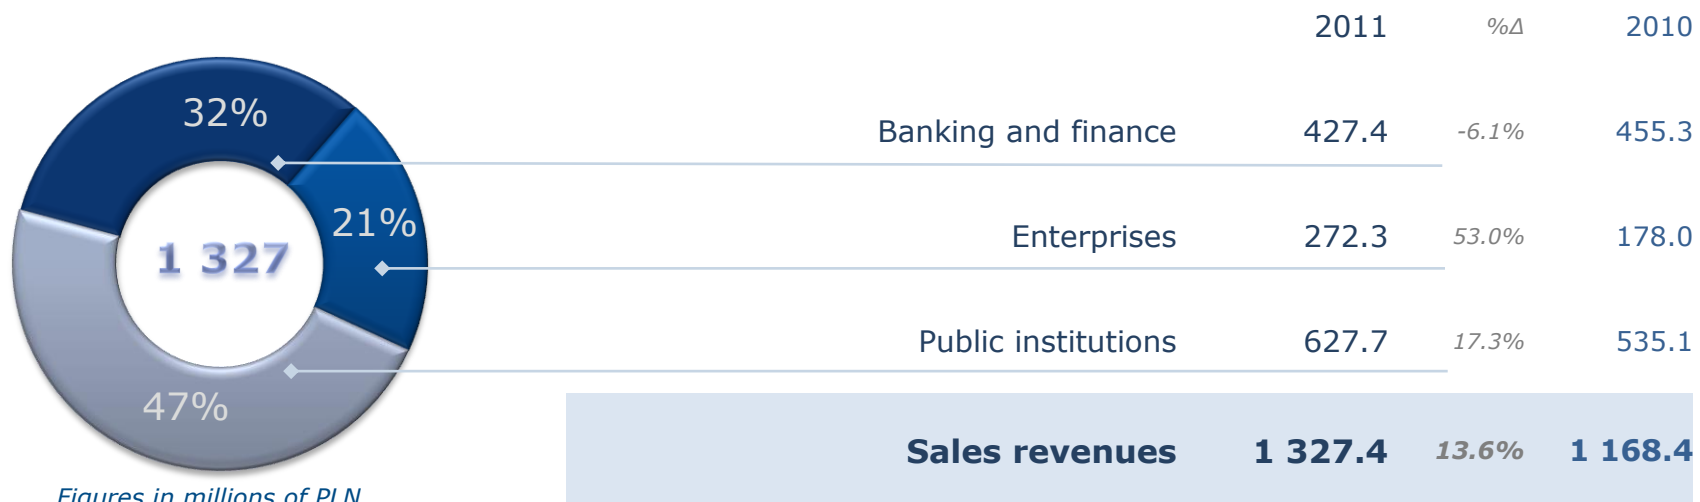 2011 %Δ 2010
32%
Banking and finance 427.4 -6.1% 455.3
21%
1 327
Enterprises 272.3 53.0% 178.0
Public institutions 627.7 17.3% 535.1
47%
Sales revenues 1 327.4 13.6% 1 168.4
Figures in millions of PLN